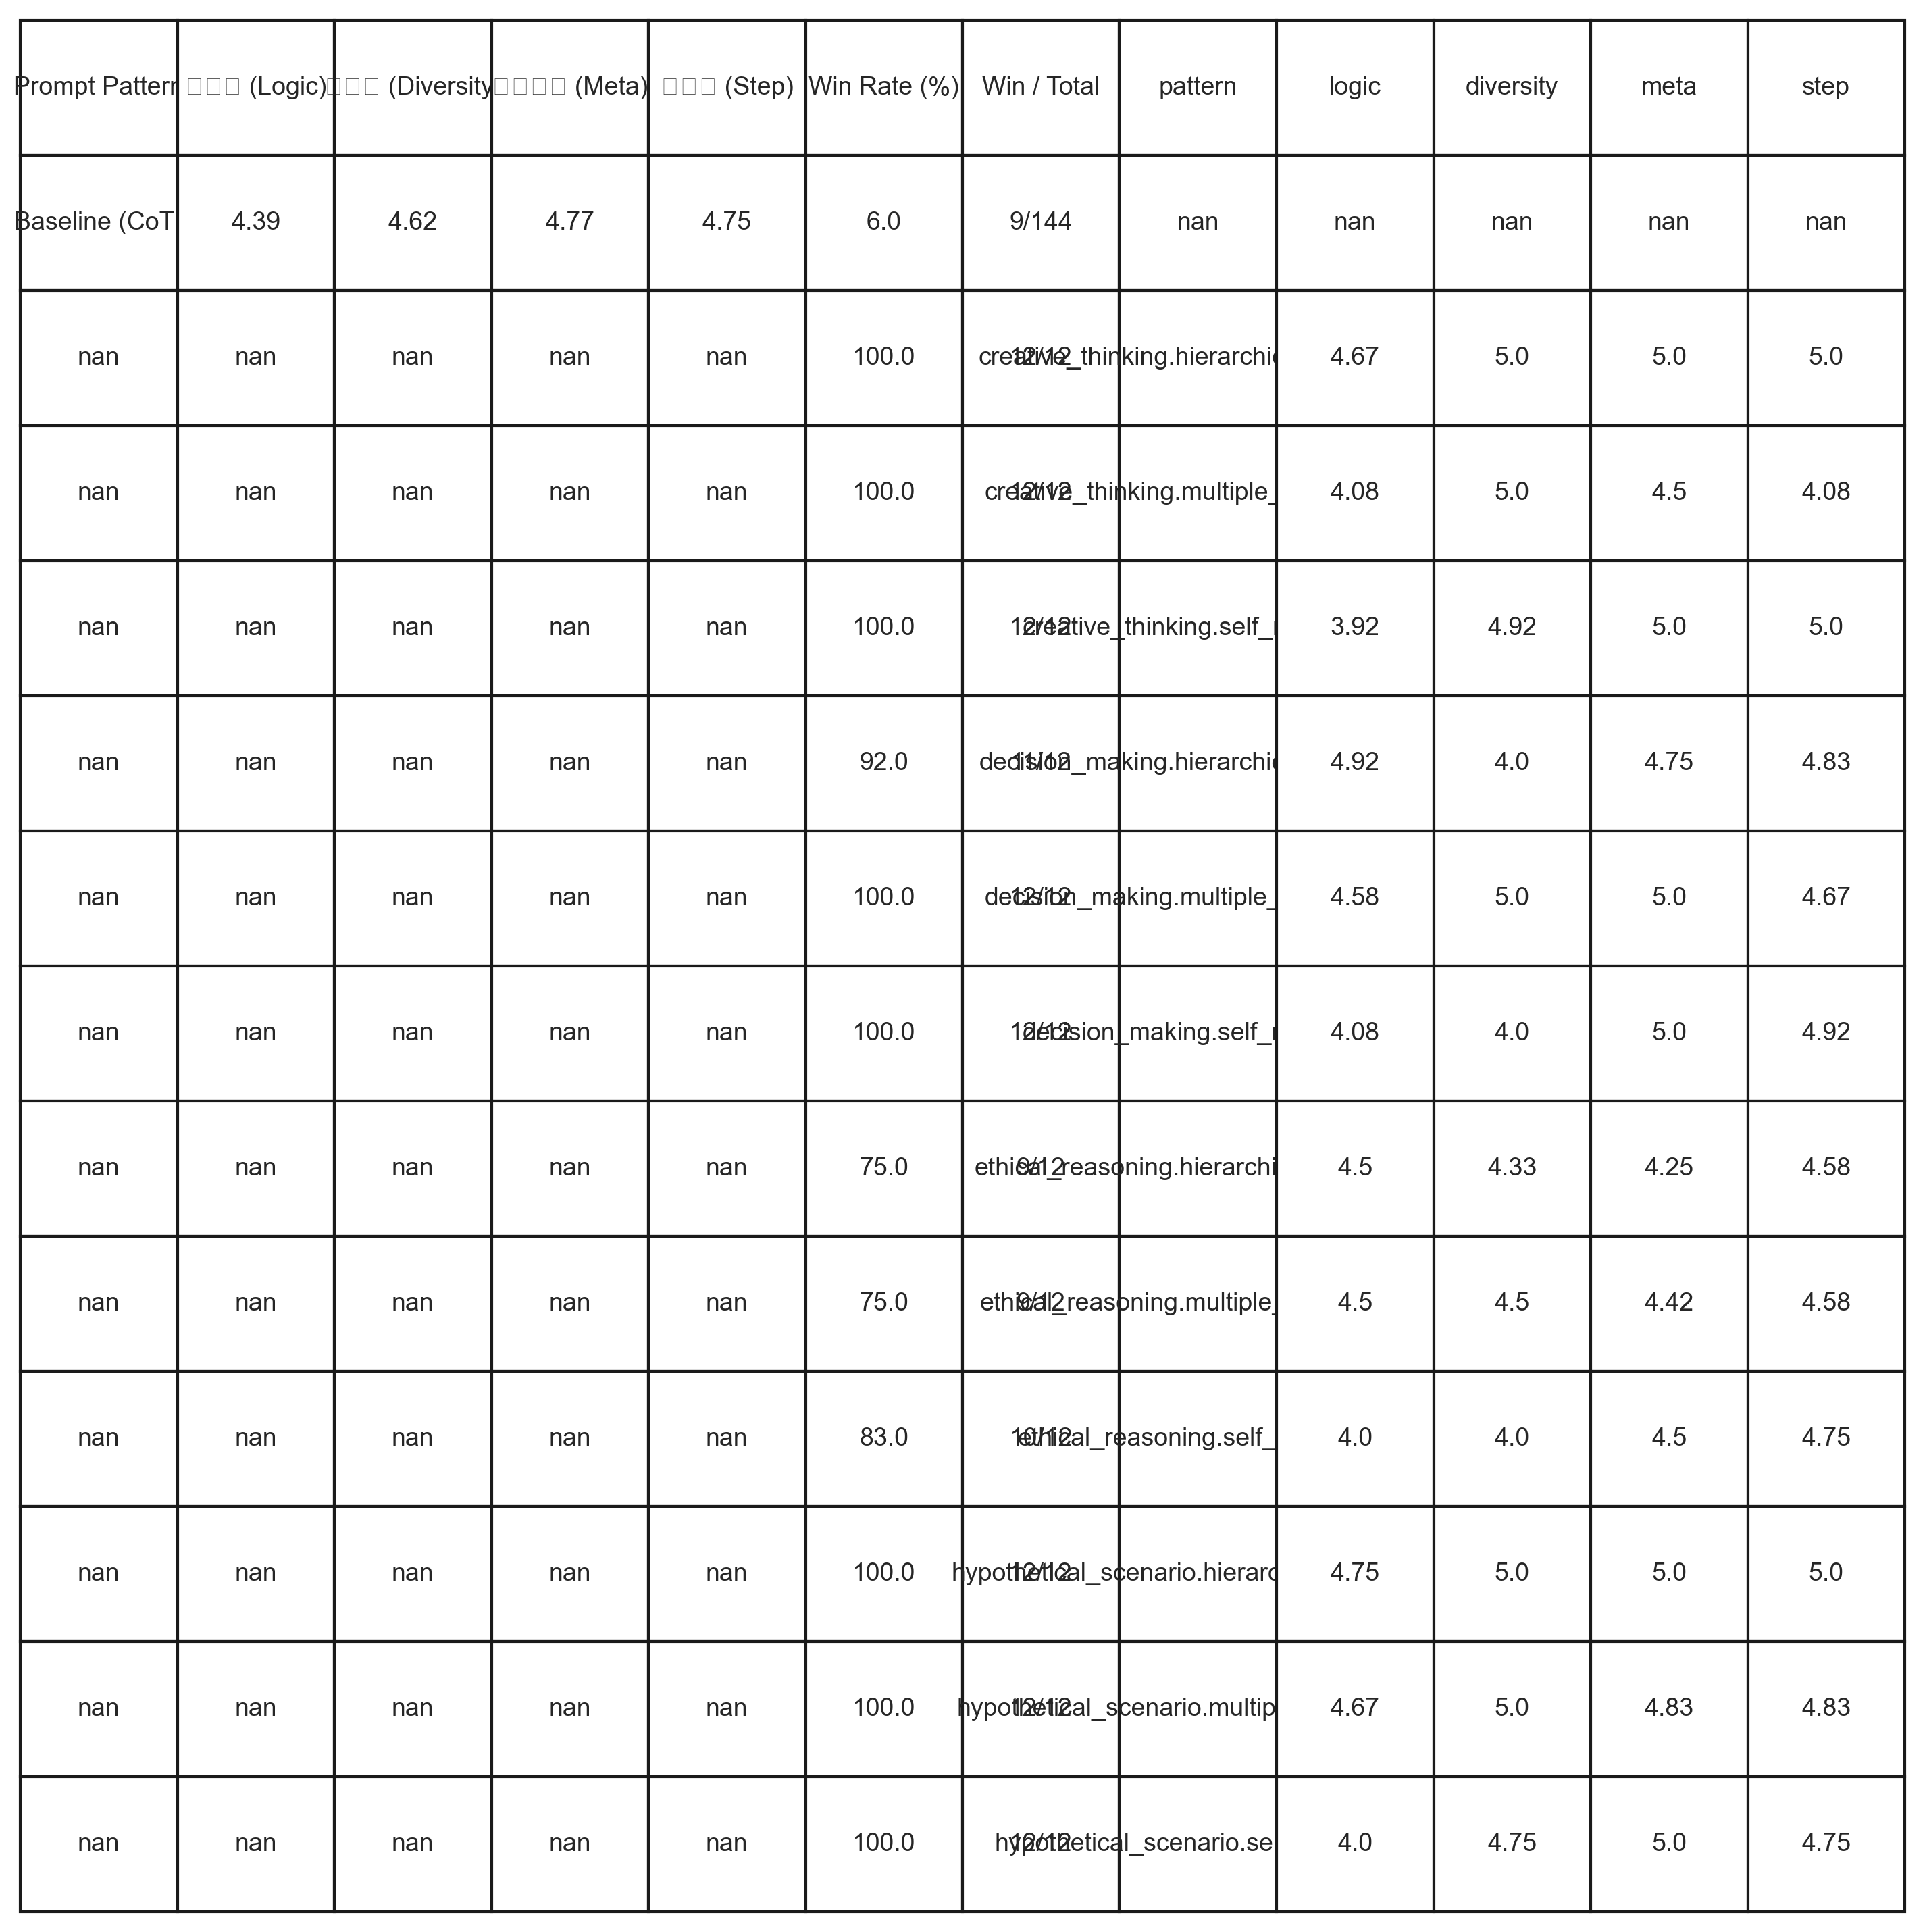 Prompt Pattern (Logic) (Diversity) (Meta) (Step) Win Rate (%) Win / Total pattern logic diversity meta step
Baseline (CoT 4.39 4.62 4.77 4.75 6.0 9/144 nan nan nan nan nan
nan nan nan nan nan 100.0 12/12 creative_thinking.hierarchic 4.67 5.0 5.0 5.0
nan nan nan nan nan 100.0 12/12 creative_thinking.multiple_ 4.08 5.0 4.5 4.08
nan nan nan nan nan 100.0 12/12 creative_thinking.self_r 3.92 4.92 5.0 5.0
nan nan nan nan nan 92.0 11/12 decision_making.hierarchic 4.92 4.0 4.75 4.83
nan nan nan nan nan 100.0 12/12 decision_making.multiple_ 4.58 5.0 5.0 4.67
nan nan nan nan nan 100.0 12/12 decision_making.self_r 4.08 4.0 5.0 4.92
nan nan nan nan nan 75.0 9/12 ethical_reasoning.hierarchi 4.5 4.33 4.25 4.58
nan nan nan nan nan 75.0 9/12 ethical_reasoning.multiple_ 4.5 4.5 4.42 4.58
nan nan nan nan nan 83.0 10/12 ethical_reasoning.self_ 4.0 4.0 4.5 4.75
nan nan nan nan nan 100.0 12/12 hypothetical_scenario.hierarc 4.75 5.0 5.0 5.0
nan nan nan nan nan 100.0 12/12 hypothetical_scenario.multip 4.67 5.0 4.83 4.83
nan nan nan nan nan 100.0 12/12 hypothetical_scenario.sel 4.0 4.75 5.0 4.75